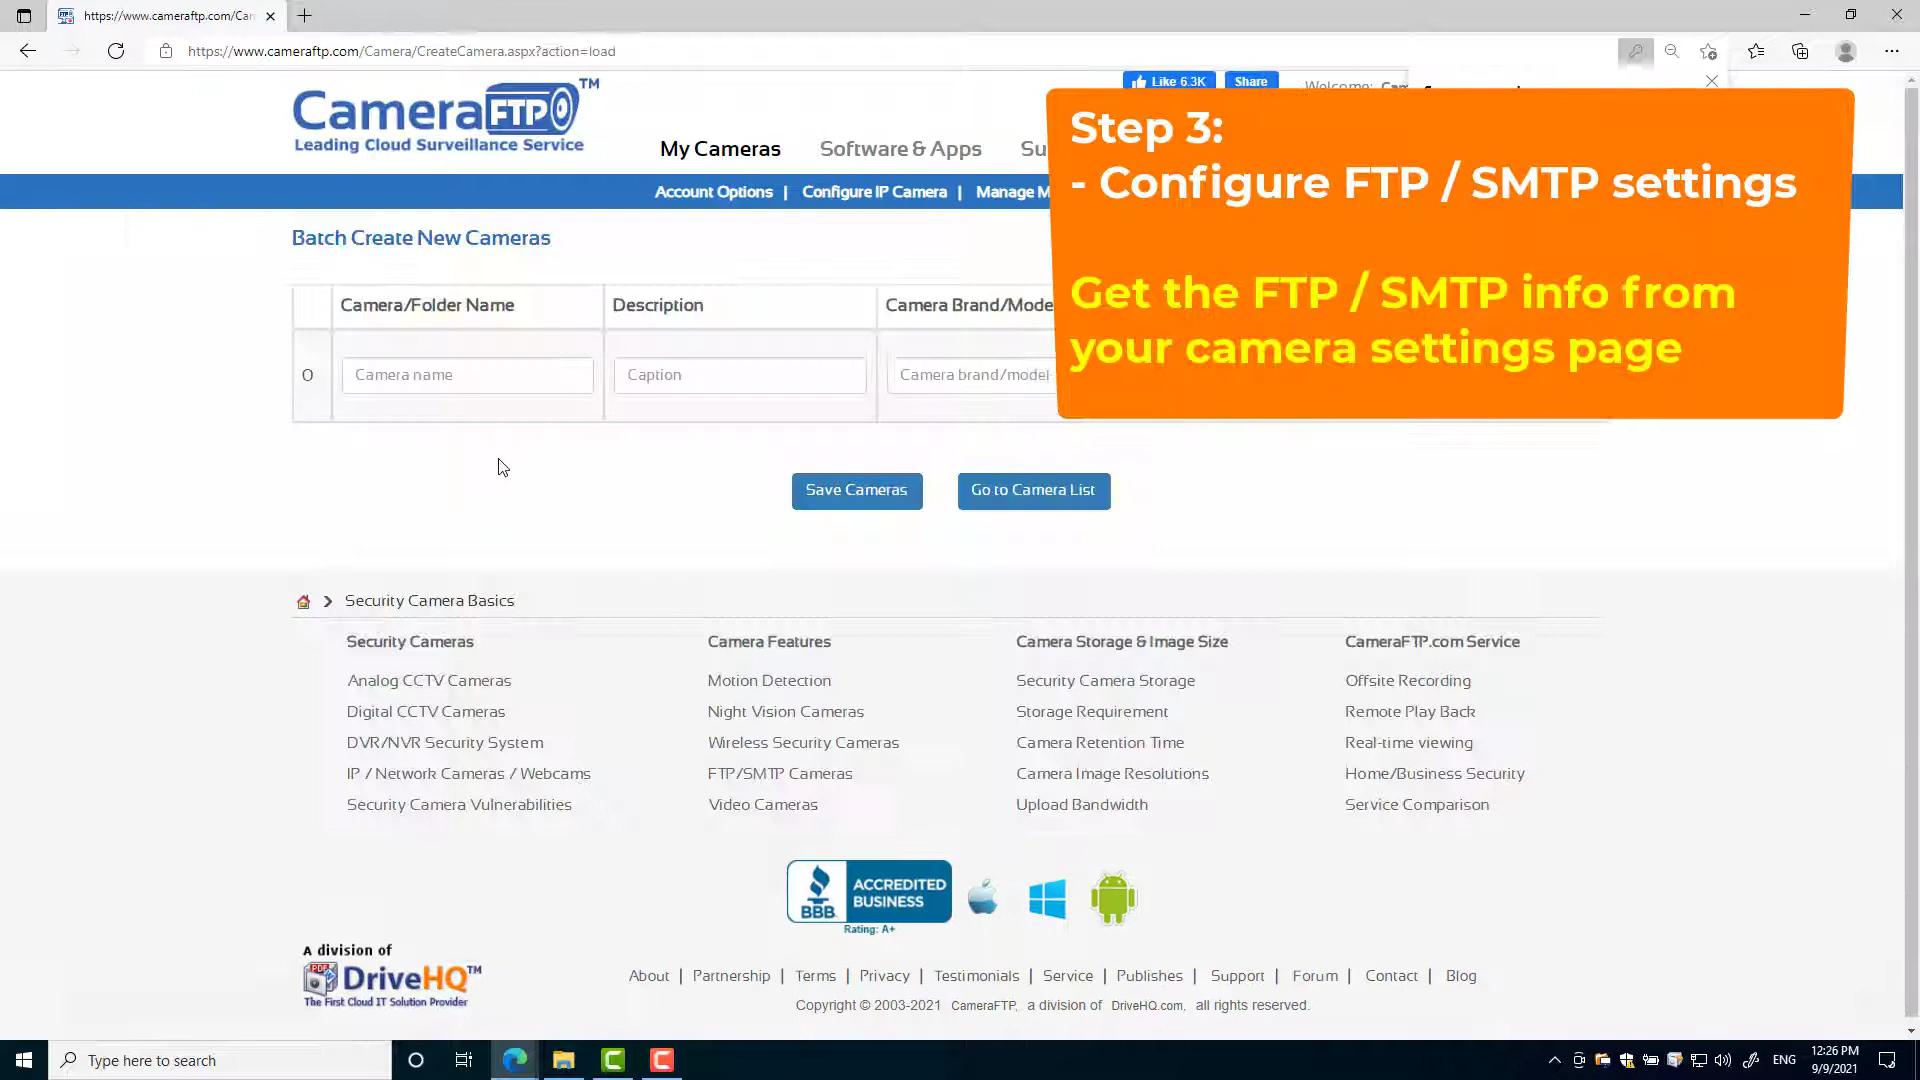 https://www.cameraftp.com/Can
https://www.cameraftp.com/Camera/CreateCamera.aspx?action=load
CameraFTP™
Leading Cloud Surveillance Service
Like 6.3K
Share
Welcome:
My Cameras
Software & Apps
Account Options | Configure IP Camera |
Step 3:
- Configure FTP / SMTP settings
Get the FTP / SMTP info from
your camera settings page
Batch Create New Cameras
Camera/Folder Name
Description
Camera Brand/Mode
0
Camera name
Caption
Camera brand/model
Save Cameras
Go to Camera List
Security Camera Basics
Security Cameras
Analog CCTV Cameras
Digital CCTV Cameras
DVR/NVR Security System
IP / Network Cameras / Webcams
Security Camera Vulnerabilities
Camera Features
Motion Detection
Night Vision Cameras
Wireless Security Cameras
FTP/SMTP Cameras
Video Cameras
Camera Storage & Image Size
Security Camera Storage
Storage Requirement
Camera Retention Time
Camera Image Resolutions
Upload Bandwidth
CameraFTP.com Service
Offsite Recording
Remote Play Back
Real-time viewing
Home/Business Security
Service Comparison
BBB
ACCREDITED
BUSINESS
Rating: A+
A division of
DriveHQ™
The First Cloud IT Solution Provider
About | Partnership | Terms | Privacy | Testimonials | Service | Publishes | Support | Forum | Contact | Blog
Copyright © 2003-2021 CameraFTP, a division of DriveHQ.com, all rights reserved.
Type here to search
ENG
12:26 PM
9/9/2021